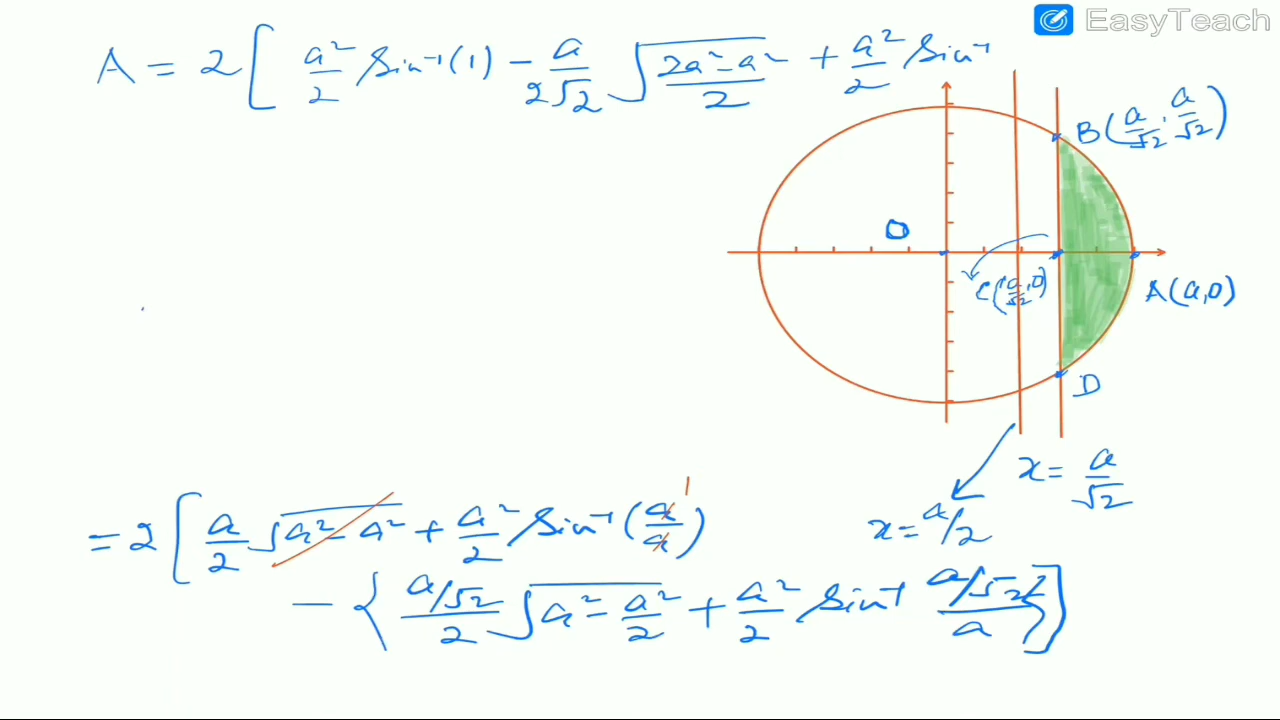 EasyTeach
A = 2[ a²/2 Sin⁻¹(1) − a/2√2 √(2a²−a²/2) + a²/2 Sin⁻¹
B(a/√2, a/√2)
O
C(a/√2, 0)
A(a,0)
D
x = a/√2
x = a/2
= 2[ a/2 √(a² − a²) + a²/2 Sin⁻¹(a/a) 1
− { a/√2/2 √(a² − a²/2) + a²/2 Sin⁻¹ a/√2/a }]